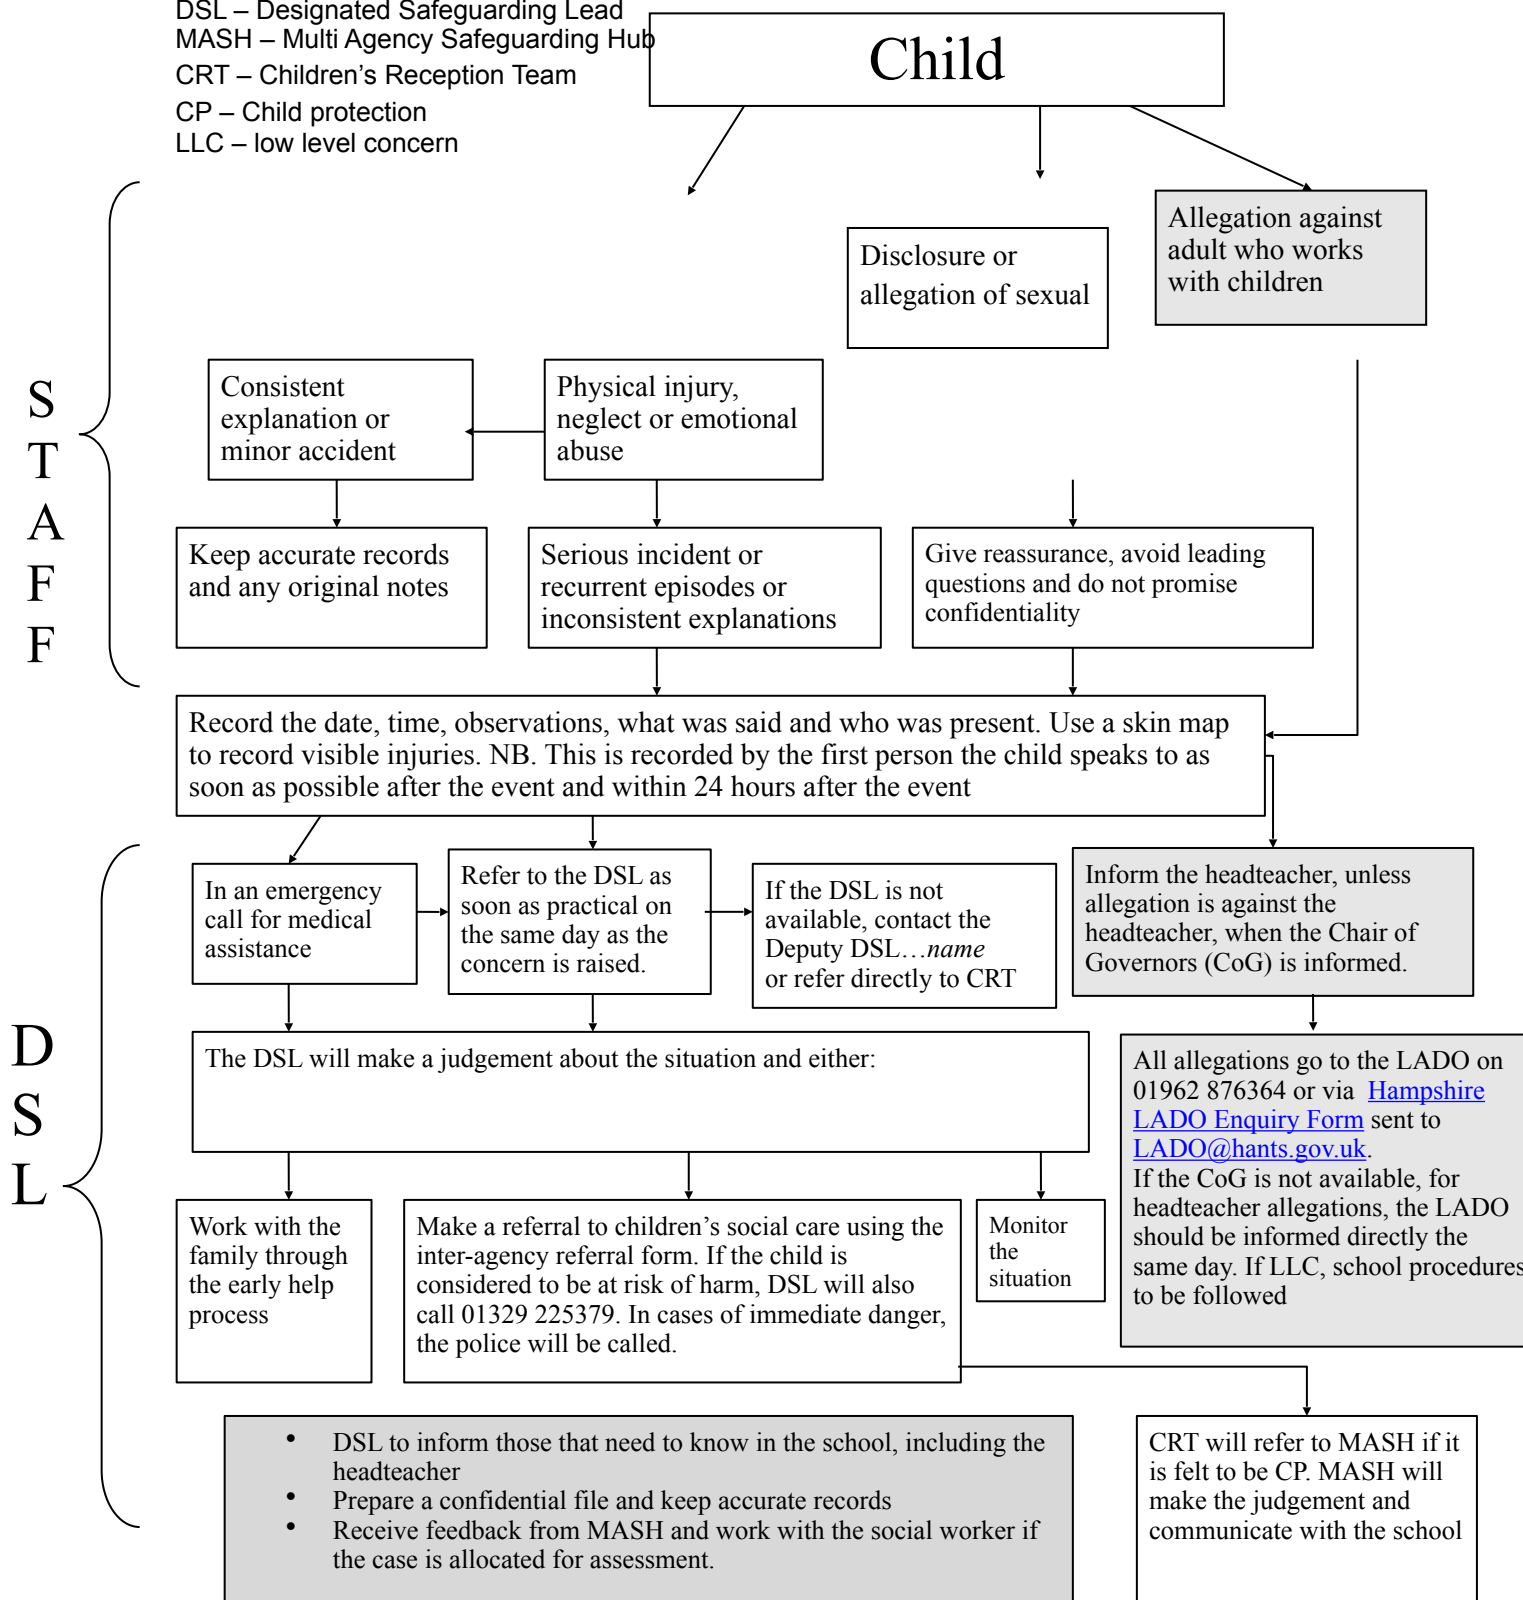 DSL – Designated Safeguarding Lead
MASH – Multi Agency Safeguarding Hub
CRT – Children’s Reception Team
CP – Child protection
LLC – low level concern
Child
Allegation against
adult who works
with children
Disclosure or
allegation of sexual
S
T
A
F
F
Consistent
explanation or
minor accident
Physical injury,
neglect or emotional
abuse
Keep accurate records
and any original notes
Serious incident or
recurrent episodes or
inconsistent explanations
Give reassurance, avoid leading
questions and do not promise
confidentiality
Record the date, time, observations, what was said and who was present. Use a skin map
to record visible injuries. NB. This is recorded by the first person the child speaks to as
soon as possible after the event and within 24 hours after the event
D
S
L
In an emergency
call for medical
assistance
Refer to the DSL as
soon as practical on
the same day as the
concern is raised.
If the DSL is not
available, contact the
Deputy DSL…name
or refer directly to CRT
Inform the headteacher, unless
allegation is against the
headteacher, when the Chair of
Governors (CoG) is informed.
The DSL will make a judgement about the situation and either:
All allegations go to the LADO on
01962 876364 or via Hampshire
LADO Enquiry Form sent to
LADO@hants.gov.uk.
If the CoG is not available, for
headteacher allegations, the LADO
should be informed directly the
same day. If LLC, school procedures
to be followed
Work with the
family through
the early help
process
Make a referral to children’s social care using the
inter-agency referral form. If the child is
considered to be at risk of harm, DSL will also
call 01329 225379. In cases of immediate danger,
the police will be called.
Monitor
the
situation
• DSL to inform those that need to know in the school, including the
headteacher
• Prepare a confidential file and keep accurate records
• Receive feedback from MASH and work with the social worker if
the case is allocated for assessment.
CRT will refer to MASH if it
is felt to be CP. MASH will
make the judgement and
communicate with the school